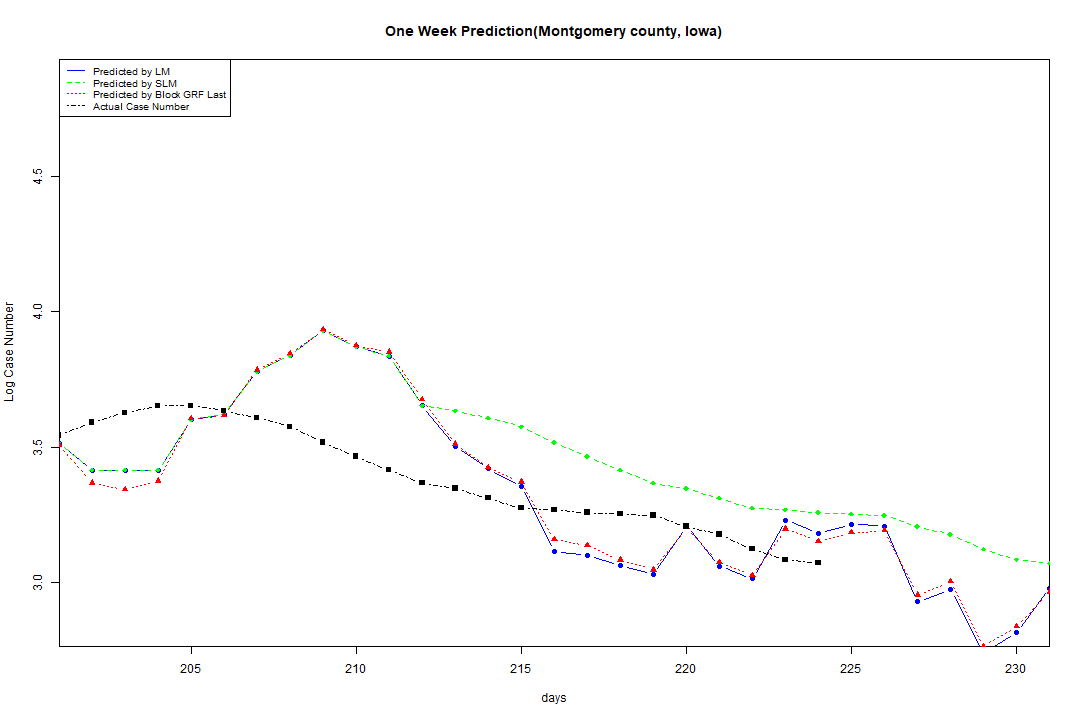 One Week Prediction(Montgomery county, Iowa)
Predicted by LM
Predicted by SLM
Predicted by Block GRF Last
Actual Case Number
4.5
4.0
3.5
3.0
Log Case Number
205 210 215 220 225 230
days